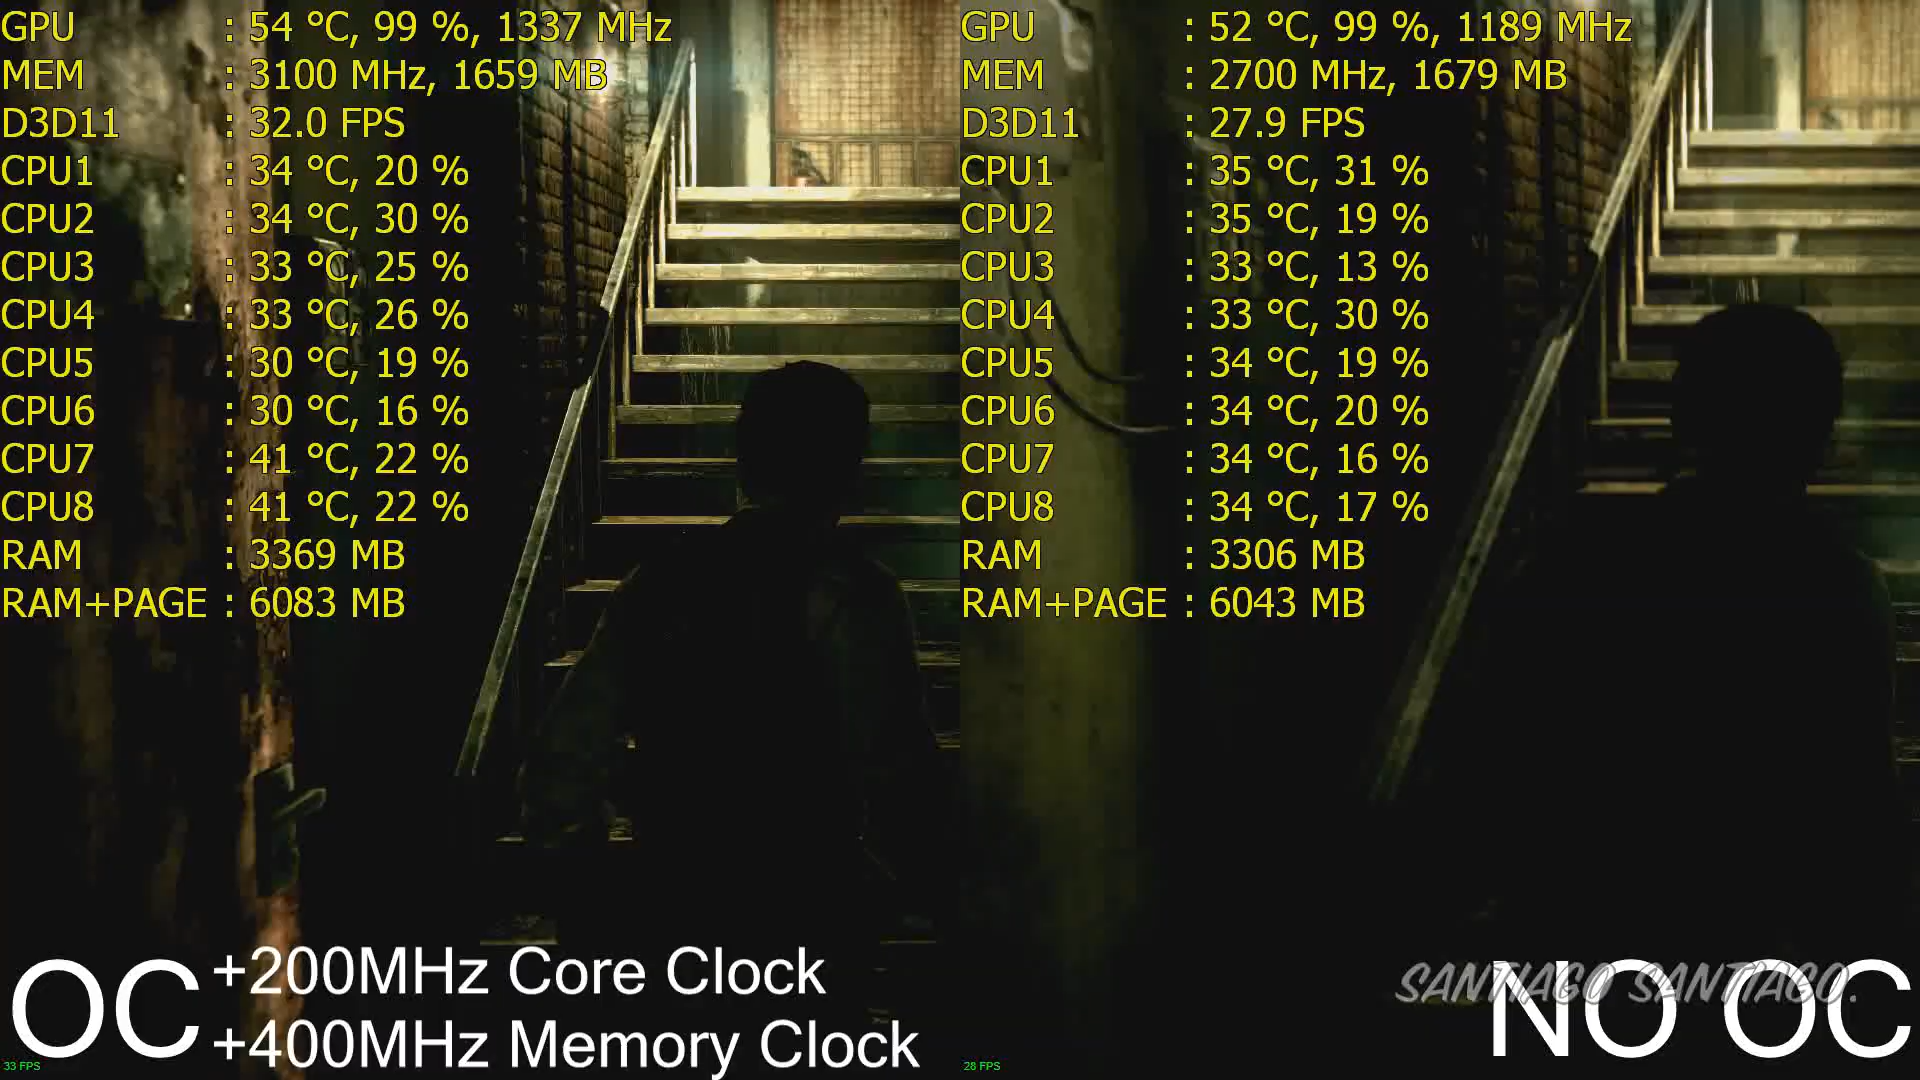 GPU : 54 °C, 99 %, 1337 MHz
MEM : 3100 MHz, 1659 MB
D3D11 : 32.0 FPS
CPU1 : 34 °C, 20 %
CPU2 : 34 °C, 30 %
CPU3 : 33 °C, 25 %
CPU4 : 33 °C, 26 %
CPU5 : 30 °C, 19 %
CPU6 : 30 °C, 16 %
CPU7 : 41 °C, 22 %
CPU8 : 41 °C, 22 %
RAM : 3369 MB
RAM+PAGE : 6083 MB
OC
+200MHz Core Clock
+400MHz Memory Clock
33 FPS
GPU : 52 °C, 99 %, 1189 MHz
MEM : 2700 MHz, 1679 MB
D3D11 : 27.9 FPS
CPU1 : 35 °C, 31 %
CPU2 : 35 °C, 19 %
CPU3 : 33 °C, 13 %
CPU4 : 33 °C, 30 %
CPU5 : 34 °C, 19 %
CPU6 : 34 °C, 20 %
CPU7 : 34 °C, 16 %
CPU8 : 34 °C, 17 %
RAM : 3306 MB
RAM+PAGE : 6043 MB
SANTIAGO SANTIAGO.
NO OC
28 FPS